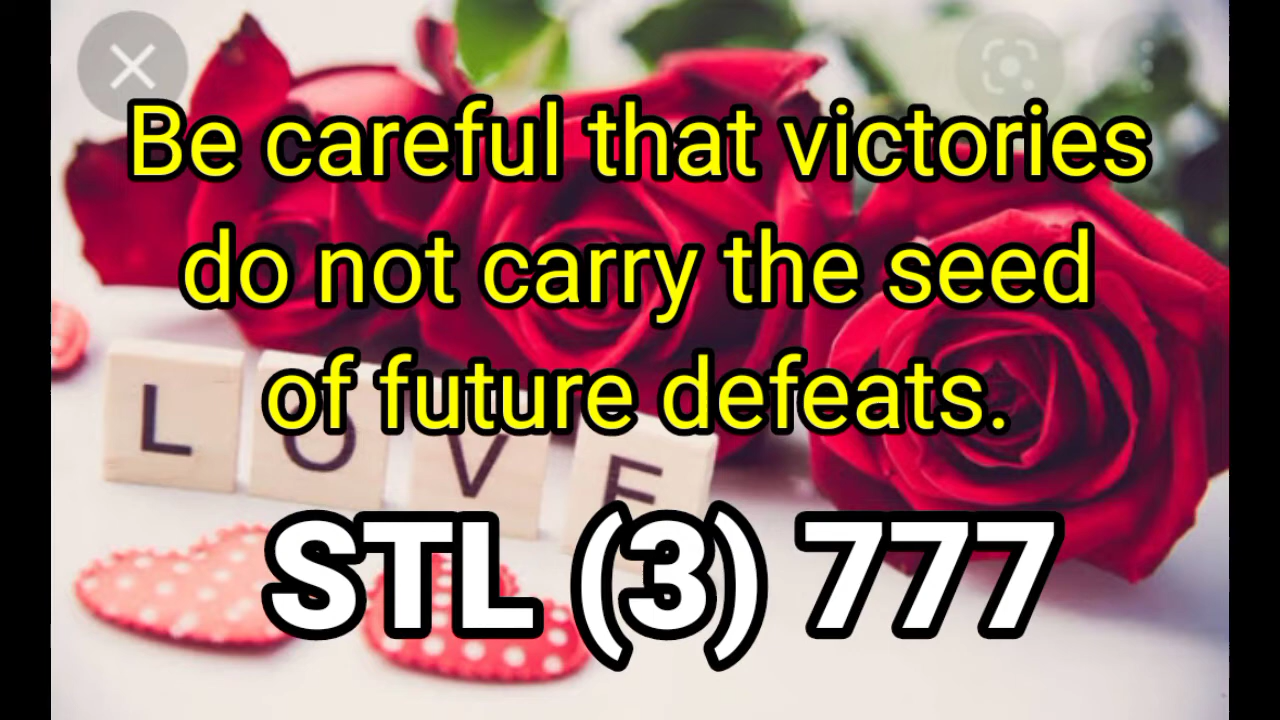 Be careful that victories
do not carry the seed
of future defeats.
LOVE
STL (3) 777